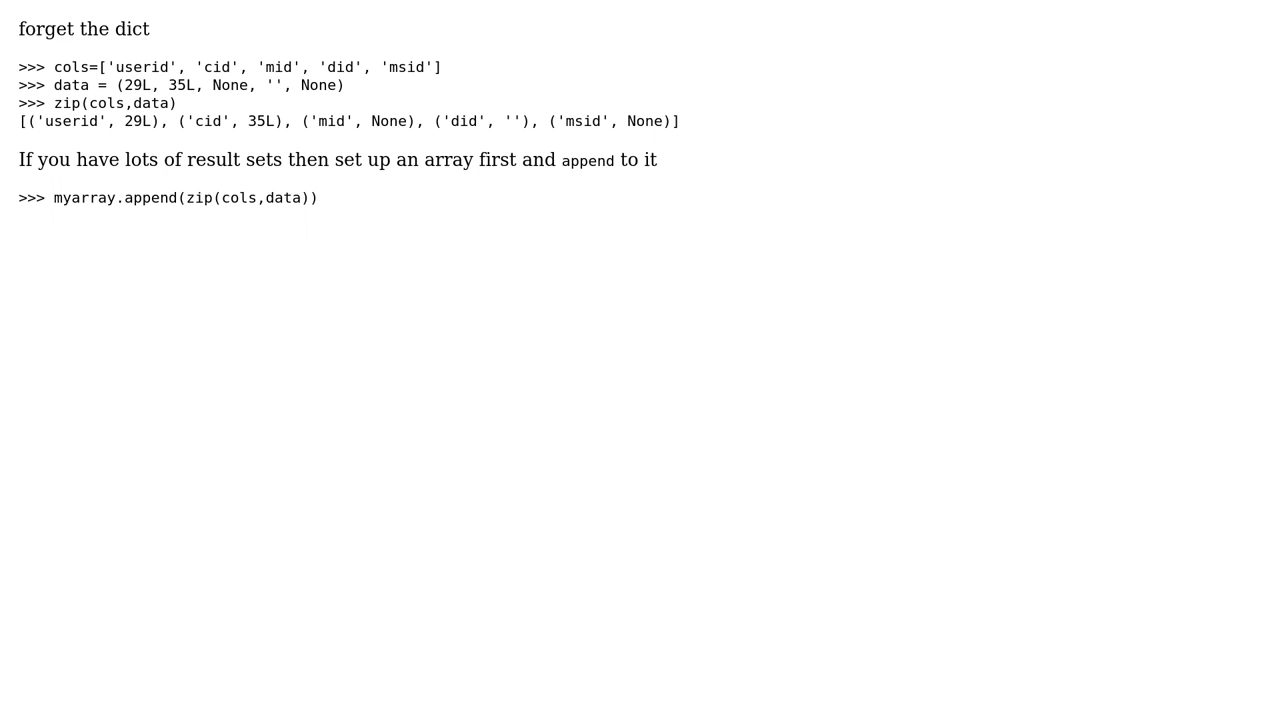 forget the dict
>>> cols=['userid', 'cid', 'mid', 'did', 'msid']
>>> data = (29L, 35L, None, '', None)
>>> zip(cols,data)
[('userid', 29L), ('cid', 35L), ('mid', None), ('did', ''), ('msid', None)]
If you have lots of result sets then set up an array first and append to it
>>> myarray.append(zip(cols,data))